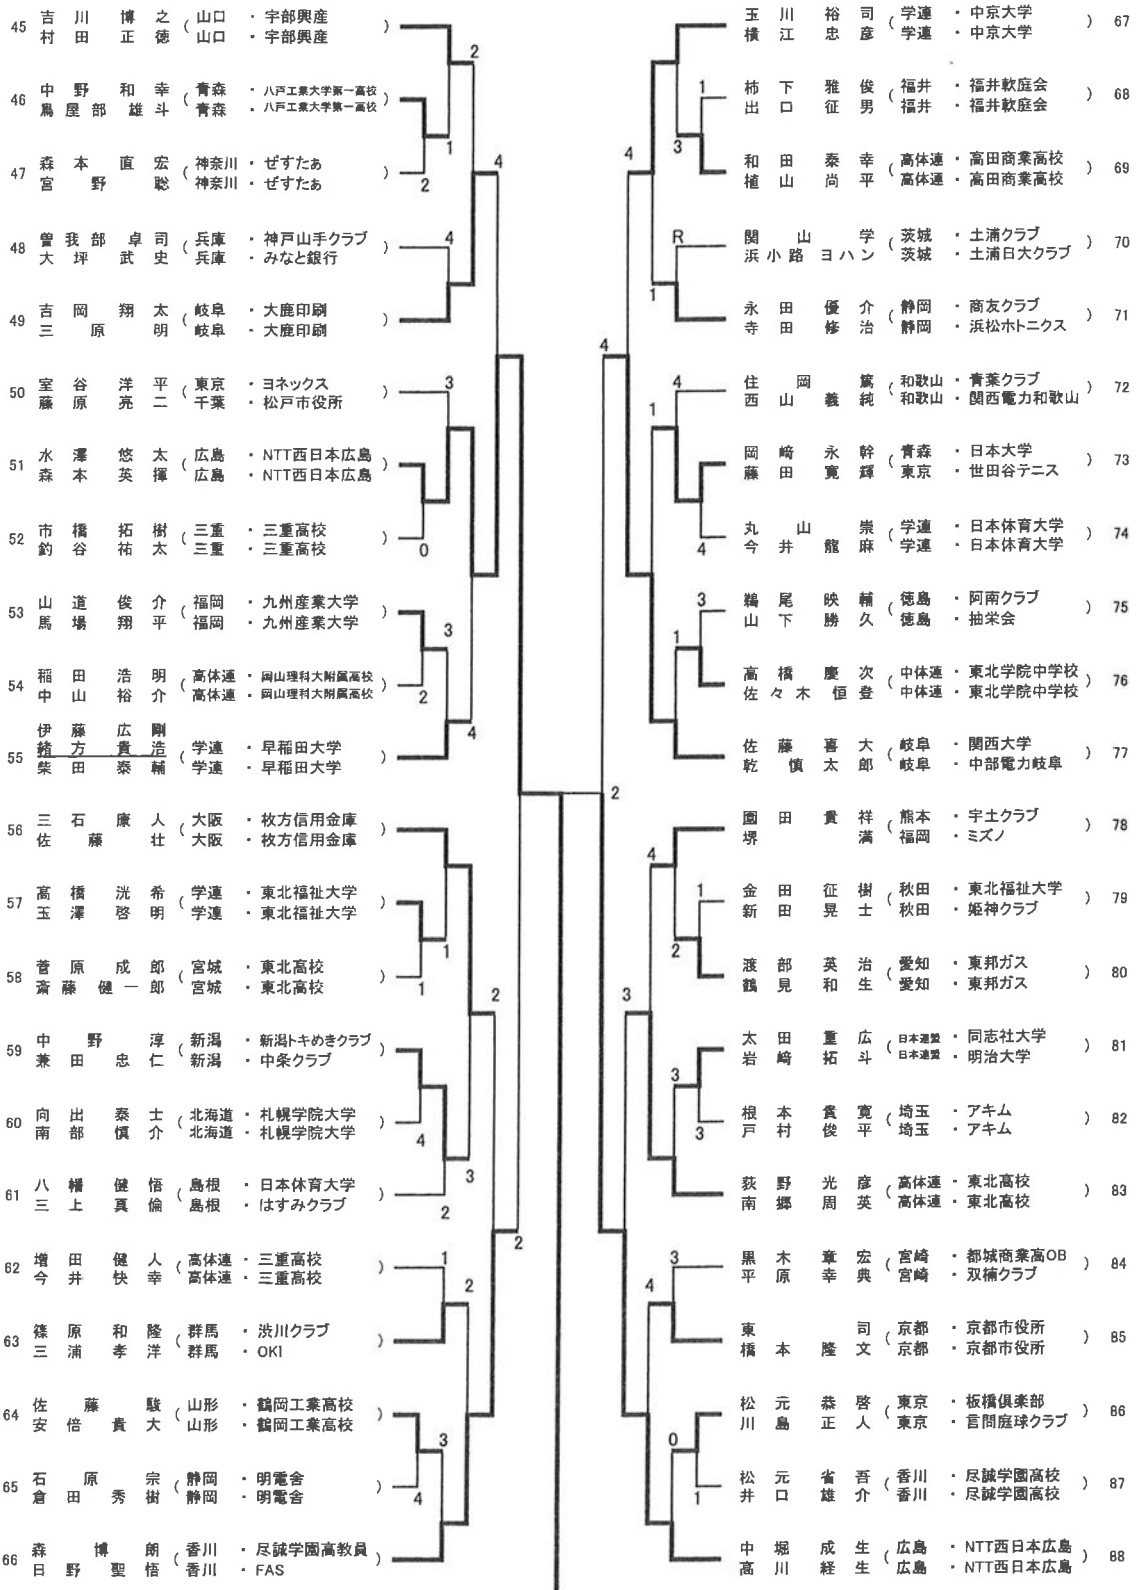 45 吉川博之 ( 山口 ・ 宇部興産 )
村田正徳 山口 ・ 宇部興産
46 中野和幸 ( 青森 ・ 八戸工業大学第一高校 )
鳥屋部雄斗 青森 ・ 八戸工業大学第一高校
47 森本直宏 ( 神奈川 ・ ぜすたぁ )
宮野聡 神奈川 ・ ぜすたぁ
48 曽我部卓司 ( 兵庫 ・ 神戸山手クラブ )
大坪武史 兵庫 ・ みなと銀行
49 吉岡翔太 ( 岐阜 ・ 大鹿印刷 )
三原明 岐阜 ・ 大鹿印刷
50 室谷洋平 ( 東京 ・ ヨネックス )
藤原亮二 千葉 ・ 松戸市役所
51 水澤悠太 ( 広島 ・ NTT西日本広島 )
森本英揮 広島 ・ NTT西日本広島
52 市橋拓樹 ( 三重 ・ 三重高校 )
釣谷祐太 三重 ・ 三重高校
53 山道俊介 ( 福岡 ・ 九州産業大学 )
馬場翔平 福岡 ・ 九州産業大学
54 稲田浩明 ( 高体連 ・ 岡山理科大附属高校 )
中山裕介 高体連 ・ 岡山理科大附属高校
伊藤広剛
55 緒方貴浩 ( 学連 ・ 早稲田大学 )
柴田泰輔 学連 ・ 早稲田大学
56 三石康人 ( 大阪 ・ 枚方信用金庫 )
佐藤壮 大阪 ・ 枚方信用金庫
57 高橋洸希 ( 学連 ・ 東北福祉大学 )
玉澤啓明 学連 ・ 東北福祉大学
58 菅原成郎 ( 宮城 ・ 東北高校 )
斎藤健一郎 宮城 ・ 東北高校
59 中野淳 ( 新潟 ・ 新潟トキめきクラブ )
兼田忠仁 新潟 ・ 中条クラブ
60 向出泰士 ( 北海道 ・ 札幌学院大学 )
南部慎介 北海道 ・ 札幌学院大学
61 八幡健悟 ( 島根 ・ 日本体育大学 )
三上真倫 島根 ・ はすみクラブ
62 増田健人 ( 高体連 ・ 三重高校 )
今井快幸 高体連 ・ 三重高校
63 篠原和隆 ( 群馬 ・ 渋川クラブ )
三浦孝洋 群馬 ・ OKI
64 佐藤駿 ( 山形 ・ 鶴岡工業高校 )
安倍貴大 山形 ・ 鶴岡工業高校
65 石原宗 ( 静岡 ・ 明電舎 )
倉田秀樹 静岡 ・ 明電舎
66 森博朗 ( 香川 ・ 尽誠学園高教員 )
日野聖悟 香川 ・ FAS
2
1
2
4
4
3
0
3
2
4
1
1
2
4
3
2
2
1
2
3
4
2
4
1
3
R
1
4
4
1
4
3
1
4
1
2
3
3
3
3
4
0
1
玉川裕司 ( 学連 ・ 中京大学 ) 67
横江忠彦 学連 ・ 中京大学
柿下雅俊 ( 福井 ・ 福井軟庭会 ) 68
出口征男 福井 ・ 福井軟庭会
和田泰幸 ( 高体連 ・ 高田商業高校 ) 69
植山尚平 高体連 ・ 高田商業高校
関山学 ( 茨城 ・ 土浦クラブ ) 70
浜小路ヨハン 茨城 ・ 土浦日大クラブ
永田優介 ( 静岡 ・ 商友クラブ ) 71
寺田修治 静岡 ・ 浜松ホトニクス
住岡篤 ( 和歌山 ・ 青葉クラブ ) 72
西山義純 和歌山 ・ 関西電力和歌山
岡﨑永幹 ( 青森 ・ 日本大学 ) 73
藤田寛輝 東京 ・ 世田谷テニス
丸山崇 ( 学連 ・ 日本体育大学 ) 74
今井龍麻 学連 ・ 日本体育大学
鵜尾映輔 ( 徳島 ・ 阿南クラブ ) 75
山下勝久 徳島 ・ 抽栄会
高橋慶次 ( 中体連 ・ 東北学院中学校 ) 76
佐々木恒登 中体連 ・ 東北学院中学校
佐藤喜大 ( 岐阜 ・ 関西大学 ) 77
乾慎太郎 岐阜 ・ 中部電力岐阜
園田貴祥 ( 熊本 ・ 宇土クラブ ) 78
堺満 福岡 ・ ミズノ
金田征樹 ( 秋田 ・ 東北福祉大学 ) 79
新田晃士 秋田 ・ 姫神クラブ
渡部英治 ( 愛知 ・ 東邦ガス ) 80
鶴見和生 愛知 ・ 東邦ガス
太田重広 ( 日本連盟 ・ 同志社大学 ) 81
岩﨑拓斗 日本連盟 ・ 明治大学
根本貴寛 ( 埼玉 ・ アキム ) 82
戸村俊平 埼玉 ・ アキム
荻野光彦 ( 高体連 ・ 東北高校 ) 83
南郷周英 高体連 ・ 東北高校
黒木章宏 ( 宮崎 ・ 都城商業高OB ) 84
平原幸典 宮崎 ・ 双楠クラブ
東司 ( 京都 ・ 京都市役所 ) 85
橋本隆文 京都 ・ 京都市役所
松元恭啓 ( 東京 ・ 板橋倶楽部 ) 86
川島正人 東京 ・ 言問庭球クラブ
松元省吾 ( 香川 ・ 尽誠学園高校 ) 87
井口雄介 香川 ・ 尽誠学園高校
中堀成生 ( 広島 ・ NTT西日本広島 ) 88
高川経生 広島 ・ NTT西日本広島